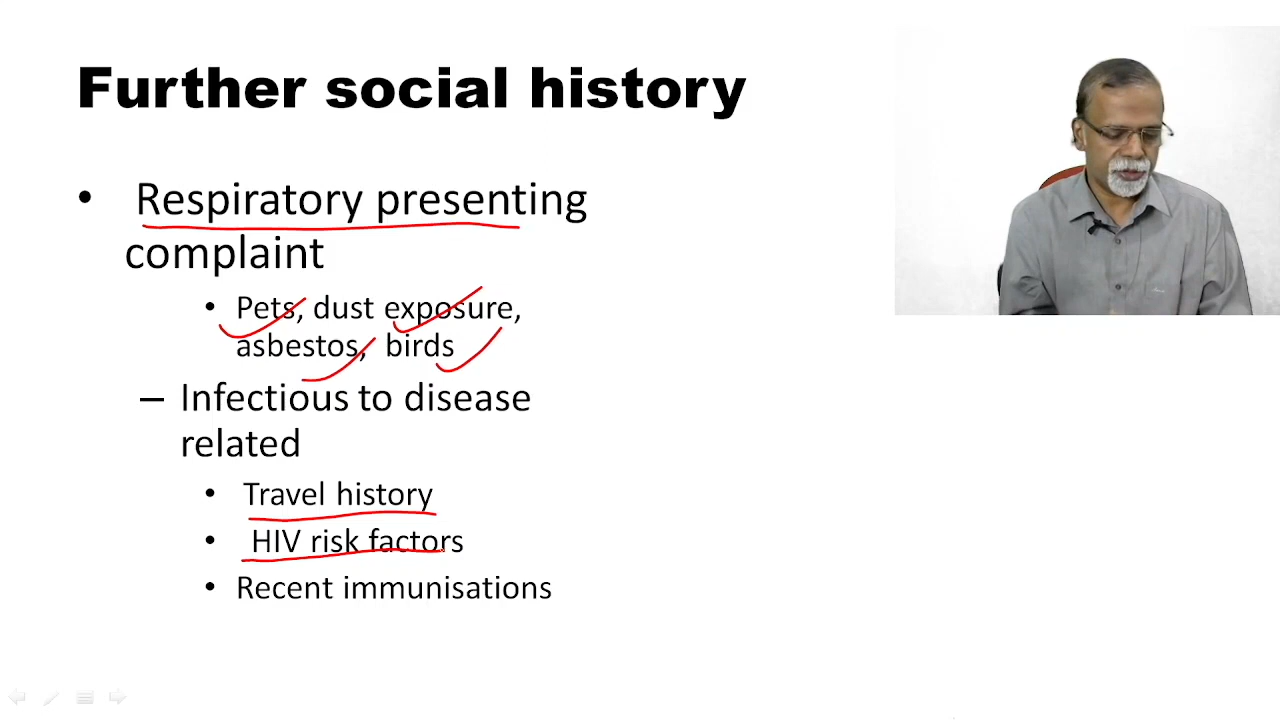 Further social history
• Respiratory presenting
complaint
• Pets, dust exposure,
asbestos, birds
– Infectious to disease
related
• Travel history
• HIV risk factors
• Recent immunisations